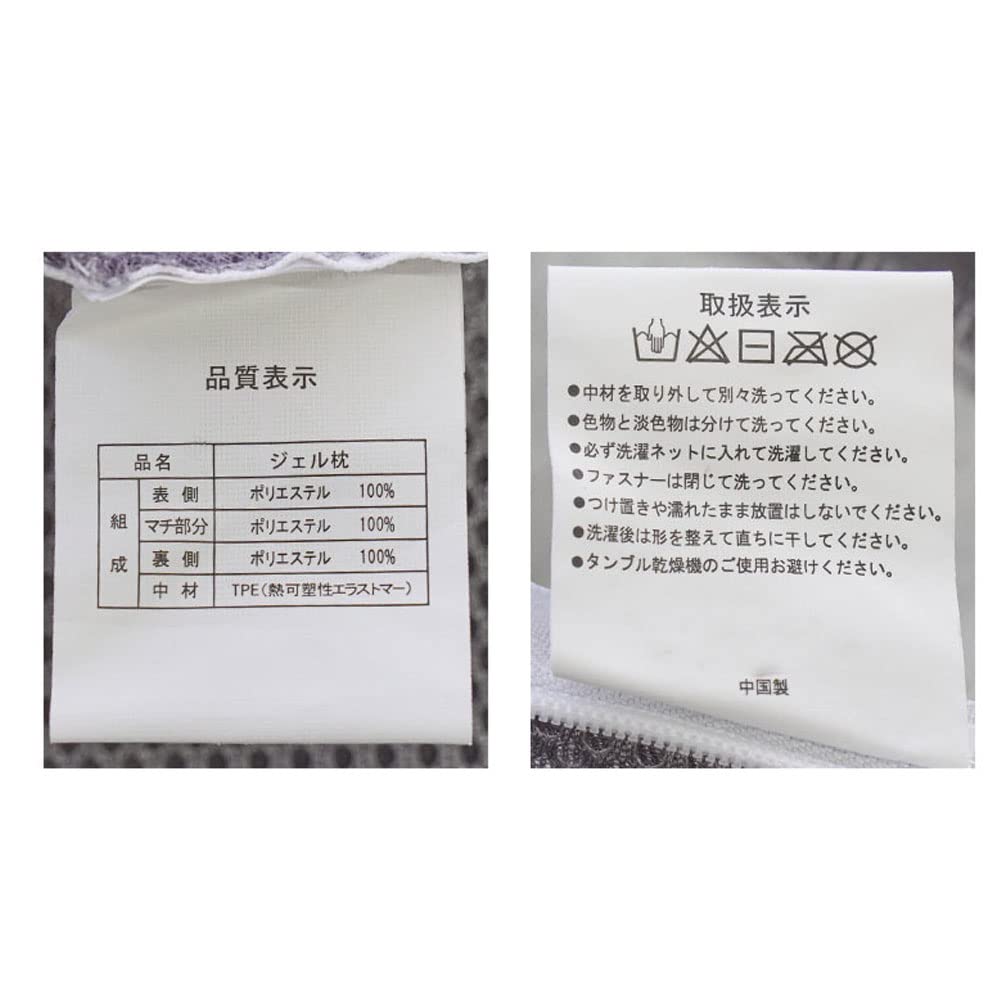 品質表示
品名 ジェル枕
組成
表側 ポリエステル 100%
マチ部分 ポリエステル 100%
裏側 ポリエステル 100%
中材 TPE(熱可塑性エラストマー)
取扱表示
●中材を取り外して別々洗ってください。
●色物と淡色物は分けて洗ってください。
●必ず洗濯ネットに入れて洗濯してください。
●ファスナーは閉じて洗ってください。
●つけ置きや濡れたまま放置はしないでください。
●洗濯後は形を整えて直ちに干してください。
●タンブル乾燥機のご使用お避けください。
中国製